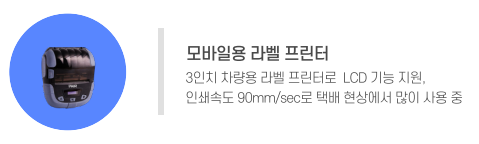 모바일용 라벨 프린터
3인치 차량용 라벨 프린터로 LCD 기능 지원,
인쇄속도 90mm/sec로 택배 현상에서 많이 사용 중